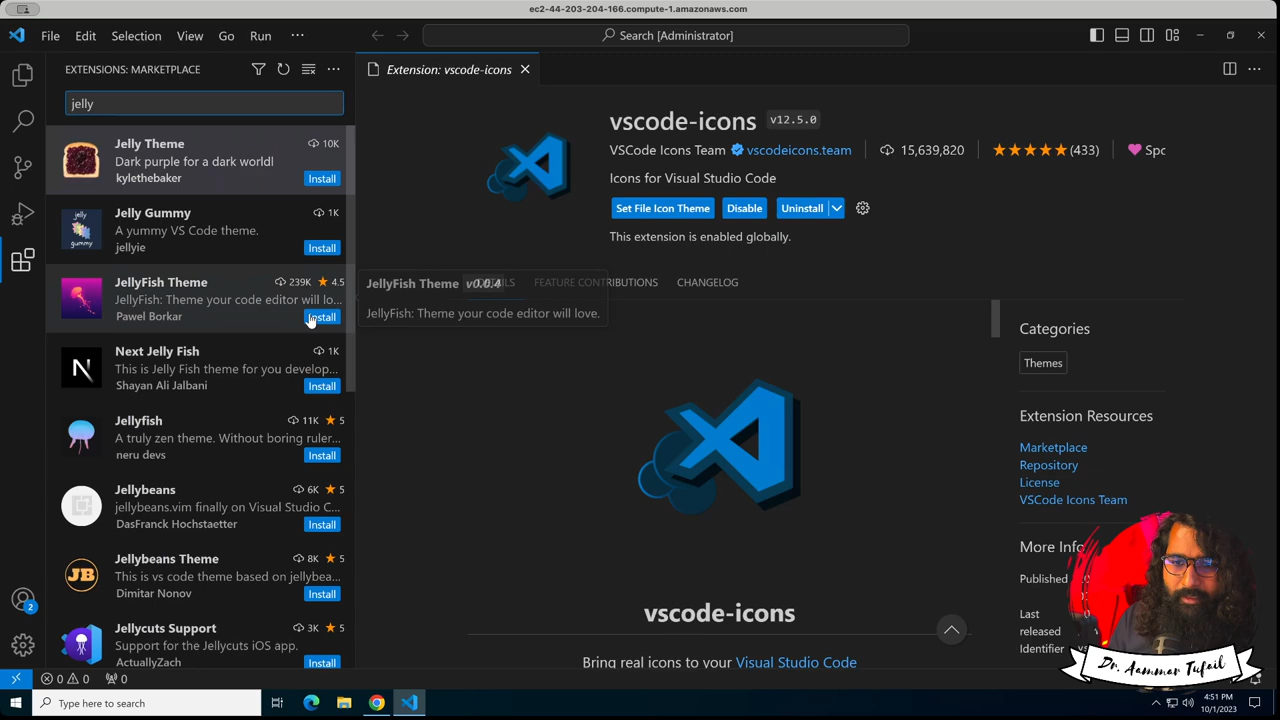 ec2-44-203-204-166.compute-1.amazonaws.com
File Edit Selection View Go Run ···
Search [Administrator]
EXTENSIONS: MARKETPLACE
jelly
Jelly Theme 10K
Dark purple for a dark world!
kylethebaker Install
Jelly Gummy 1K
A yummy VS Code theme.
jellyie Install
JellyFish Theme 239K 4.5
JellyFish: Theme your code editor will lo...
Pawel Borkar Install
Next Jelly Fish 1K
This is Jelly Fish theme for you develop...
Shayan Ali Jalbani Install
Jellyfish 11K 5
A truly zen theme. Without boring ruler...
neru devs Install
Jellybeans 6K 5
jellybeans.vim finally on Visual Studio C...
DasFranck Hochstaetter Install
Jellybeans Theme 8K 5
This is vs code theme based on jellybea...
Dimitar Nonov Install
Jellycuts Support 3K 5
Support for the Jellycuts iOS app.
ActuallyZach Install
jelly
gummy
N
JB
Extension: vscode-icons
vscode-icons v12.5.0
VSCode Icons Team vscodeicons.team 15,639,820 (433) Spo
Icons for Visual Studio Code
Set File Icon Theme Disable Uninstall
This extension is enabled globally.
JellyFish Theme v0.0.4
JellyFish: Theme your code editor will love.
FEATURE CONTRIBUTIONS CHANGELOG
Categories
Themes
Extension Resources
Marketplace
Repository
License
VSCode Icons Team
More Info
Published
Last
released
Identifier
vscode-icons
Bring real icons to your Visual Studio Code
Dr. Aammar Tufail
2
0 0 0
Type here to search
4:51 PM
10/1/2023